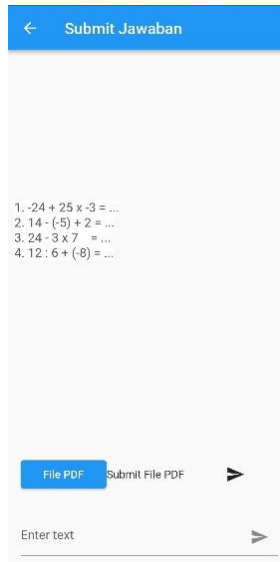 Submit Jawaban
1. -24 + 25 x -3 = ...
2. 14 - (-5) + 2 = ...
3. 24 - 3 x 7 = ...
4. 12 : 6 + (-8) = ...
File PDF Submit File PDF
Enter text